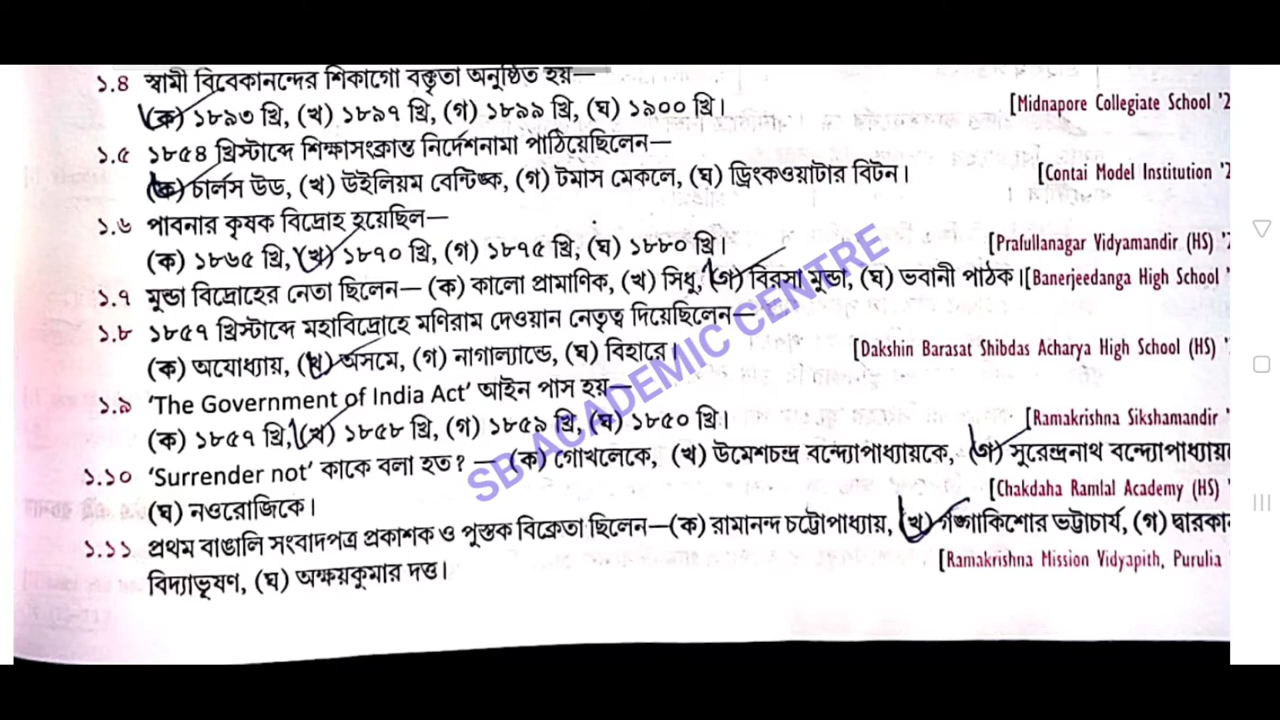 ১.৪ স্বামী বিবেকানন্দের শিকাগো বক্তৃতা অনুষ্ঠিত হয়—
(ক) ১৮৯৩ খ্রি, (খ) ১৮৯৭ খ্রি, (গ) ১৮৯৯ খ্রি, (ঘ) ১৯০০ খ্রি। [Midnapore Collegiate School '2
১.৫ ১৮৫৪ খ্রিস্টাব্দে শিক্ষাসংক্রান্ত নির্দেশনামা পাঠিয়েছিলেন—
(ক) চার্লস উড, (খ) উইলিয়ম বেন্টিঙ্ক, (গ) টমাস মেকলে, (ঘ) ড্রিংকওয়াটার বিটন। [Contai Model Institution '2
১.৬ পাবনার কৃষক বিদ্রোহ হয়েছিল—
(ক) ১৮৬৫ খ্রি, (খ) ১৮৭০ খ্রি, (গ) ১৮৭৫ খ্রি, (ঘ) ১৮৮০ খ্রি। [Prafullanagar Vidyamandir (HS) '2
১.৭ মুন্ডা বিদ্রোহের নেতা ছিলেন— (ক) কালো প্রামাণিক, (খ) সিধু, (গ) বিরসা মুন্ডা, (ঘ) ভবানী পাঠক। [Banerjeedanga High School '
১.৮ ১৮৫৭ খ্রিস্টাব্দে মহাবিদ্রোহে মণিরাম দেওয়ান নেতৃত্ব দিয়েছিলেন—
(ক) অযোধ্যায়, (খ) অসমে, (গ) নাগাল্যান্ডে, (ঘ) বিহারে। [Dakshin Barasat Shibdas Acharya High School (HS) '
১.৯ 'The Government of India Act' আইন পাস হয়—
(ক) ১৮৫৭ খ্রি, (খ) ১৮৫৮ খ্রি, (গ) ১৮৫৯ খ্রি, (ঘ) ১৮৫০ খ্রি। [Ramakrishna Sikshamandir '
১.১০ 'Surrender not' কাকে বলা হত? — (ক) গোখলেকে, (খ) উমেশচন্দ্র বন্দ্যোপাধ্যায়কে, (গ) সুরেন্দ্রনাথ বন্দ্যোপাধ্যায়
(ঘ) নওরোজিকে। [Chakdaha Ramlal Academy (HS) '
১.১১ প্রথম বাঙালি সংবাদপত্র প্রকাশক ও পুস্তক বিক্রেতা ছিলেন—(ক) রামানন্দ চট্টোপাধ্যায়, (খ) গঙ্গাকিশোর ভট্টাচার্য, (গ) দ্বারকা
বিদ্যাভূষণ, (ঘ) অক্ষয়কুমার দত্ত। [Ramakrishna Mission Vidyapith, Purulia '
SB ACADEMIC CENTRE